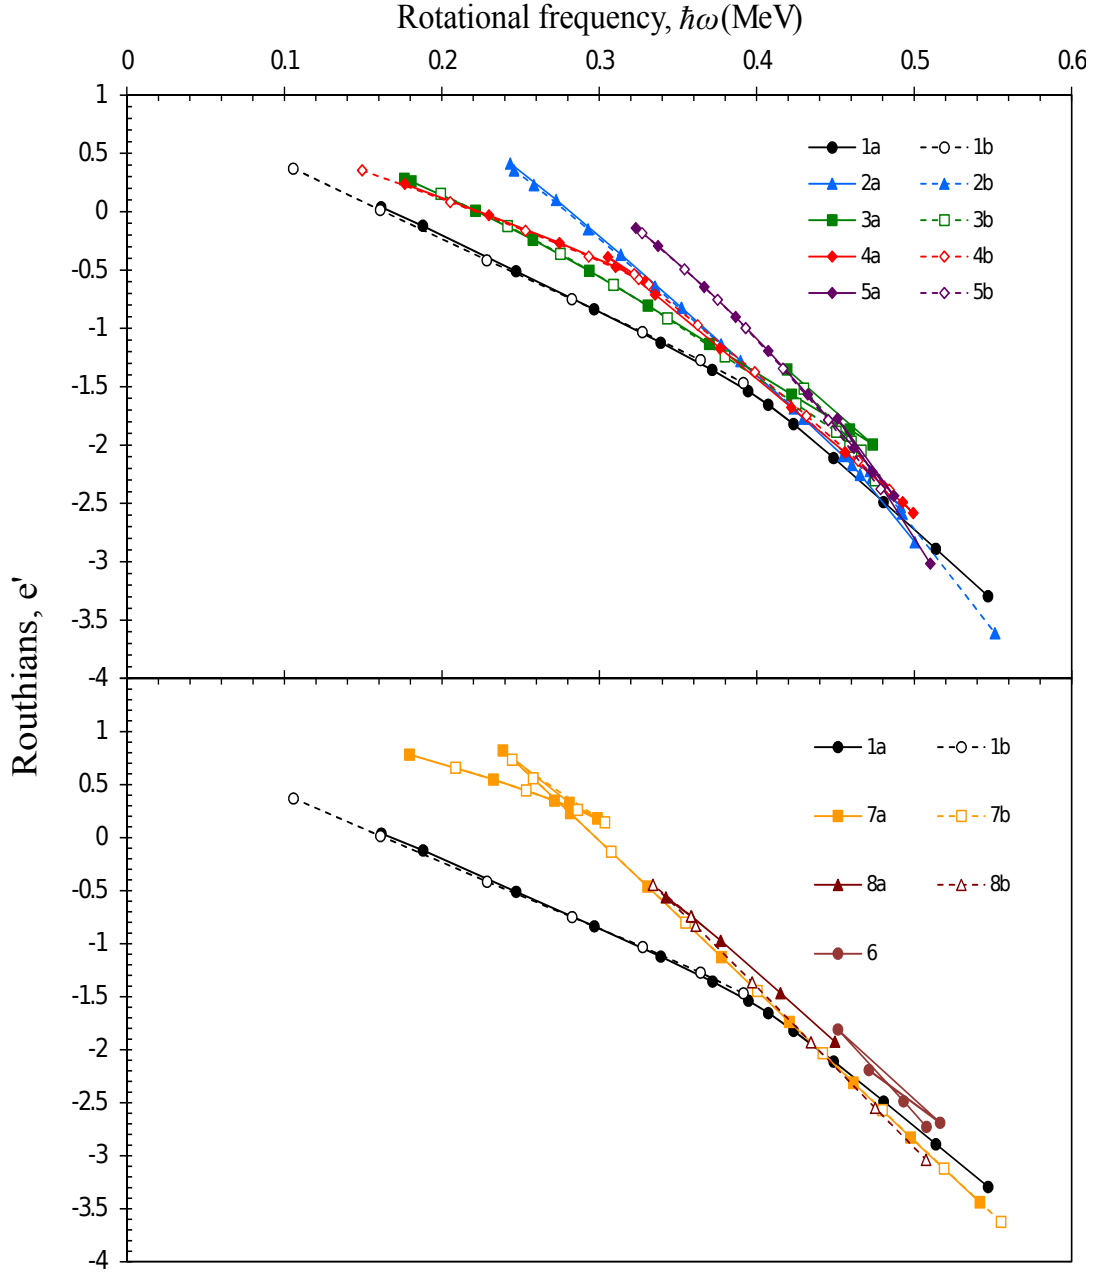 Rotational frequency, ħω(MeV)
0 0.1 0.2 0.3 0.4 0.5 0.6
1
0.5
0
-0.5
-1
-1.5
-2
-2.5
-3
-3.5
-4
1a 1b
2a 2b
3a 3b
4a 4b
5a 5b
Routhians, e'
1
0.5
0
-0.5
-1
-1.5
-2
-2.5
-3
-3.5
-4
1a 1b
7a 7b
8a 8b
6